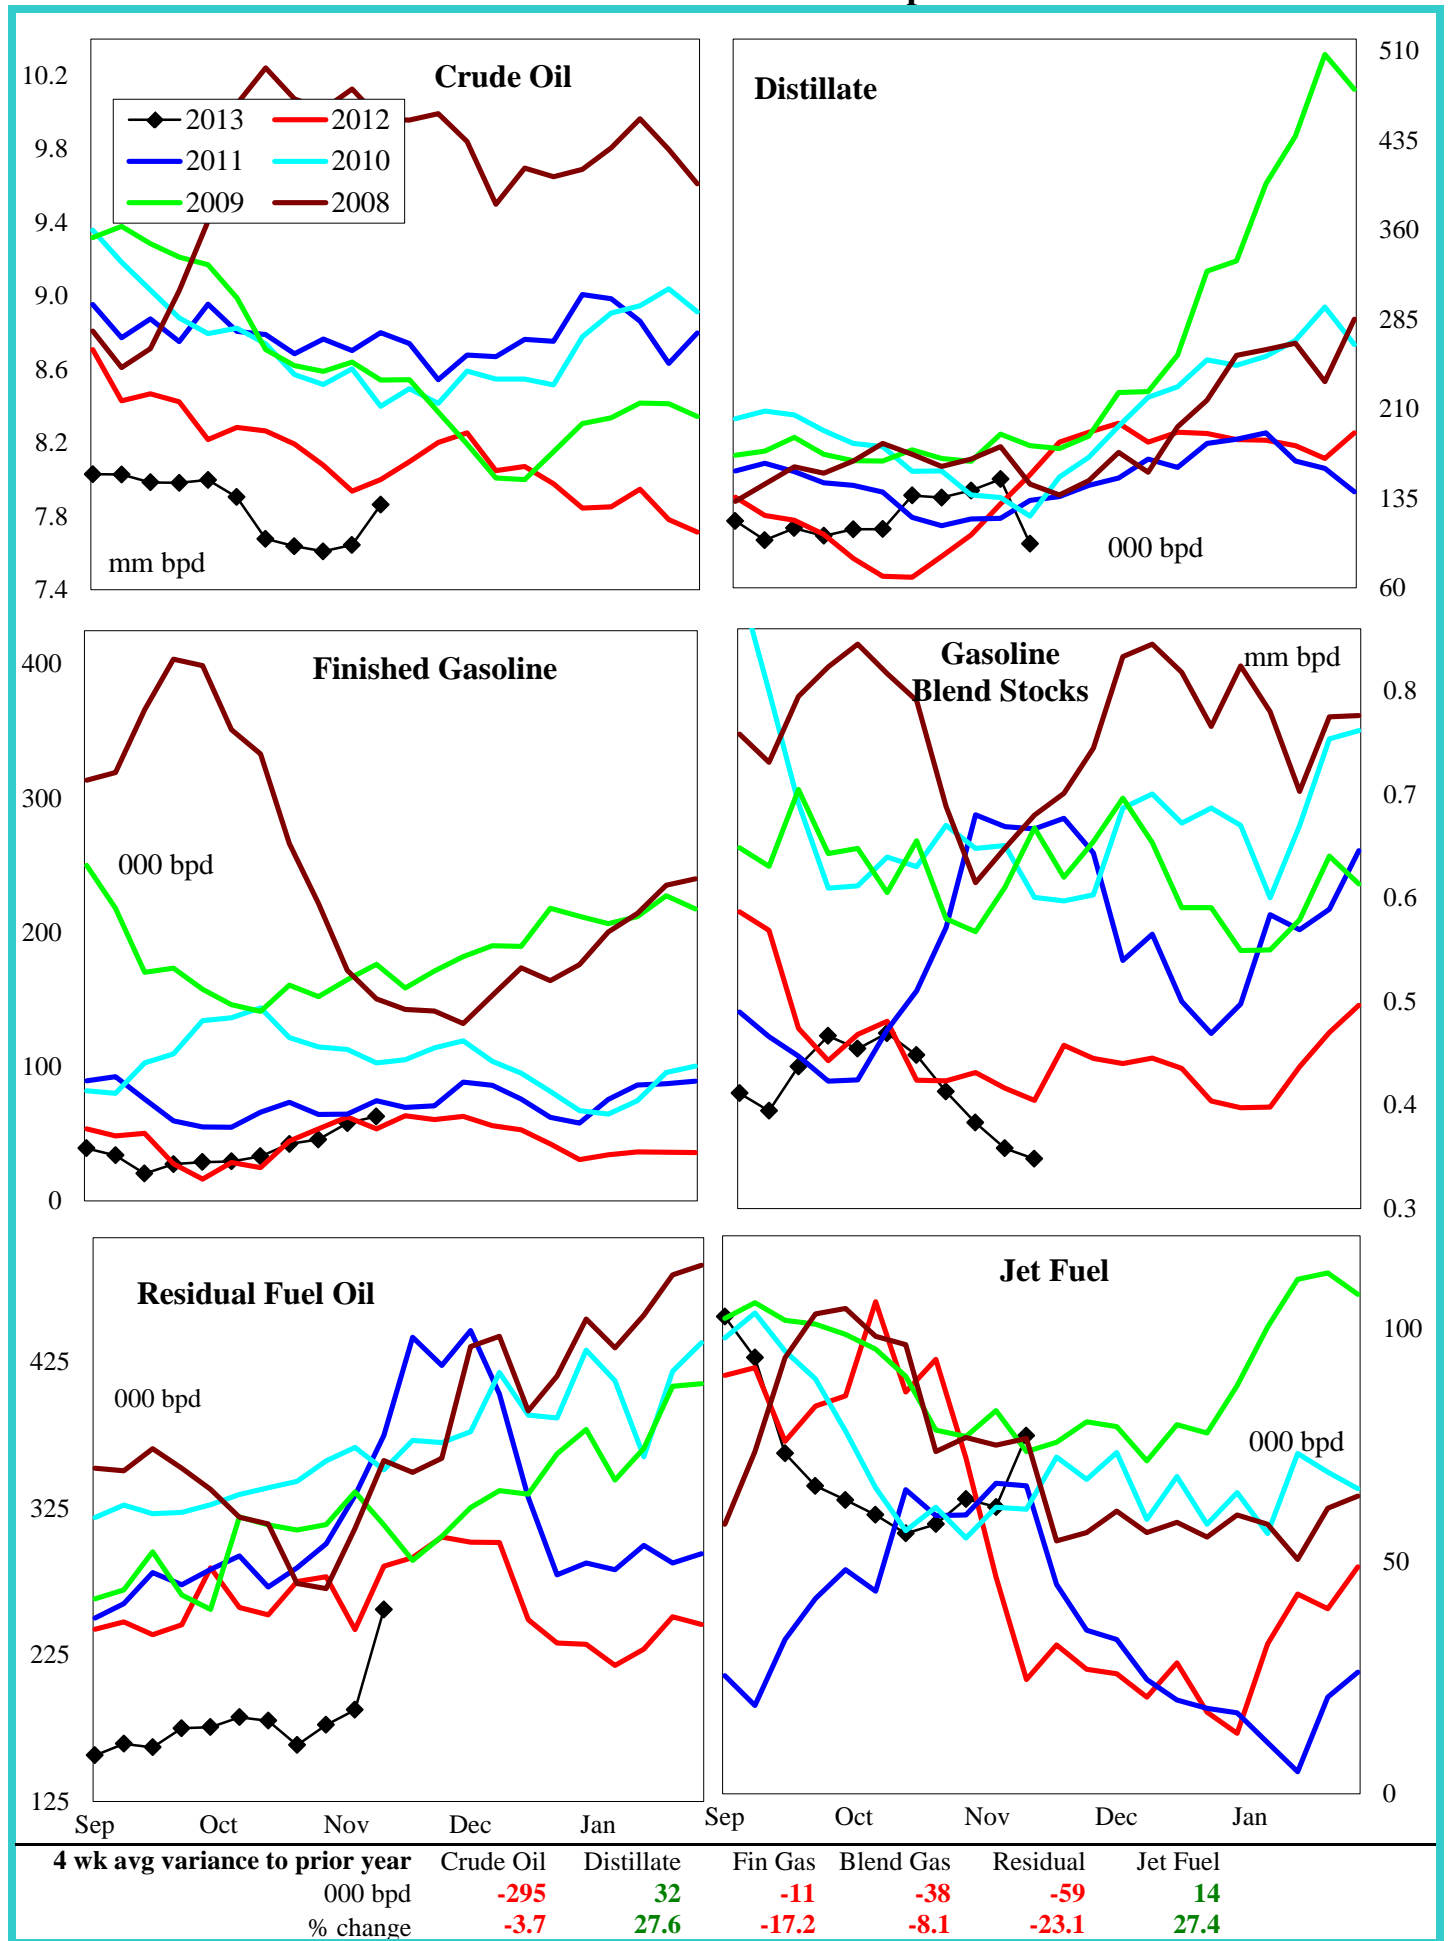 Crude Oil
10.2
9.8
9.4
9.0
8.6
8.2
7.8
7.4
2013
2012
2011
2010
2009
2008
mm bpd
Distillate
510
435
360
285
210
135
60
000 bpd
Finished Gasoline
400
300
200
100
0
000 bpd
Gasoline
Blend Stocks
mm bpd
0.8
0.7
0.6
0.5
0.4
0.3
Residual Fuel Oil
425
325
225
125
000 bpd
Sep Oct Nov Dec Jan
Jet Fuel
100
50
0
000 bpd
Sep Oct Nov Dec Jan
4 wk avg variance to prior year Crude Oil Distillate Fin Gas Blend Gas Residual Jet Fuel
000 bpd -295 32 -11 -38 -59 14
% change -3.7 27.6 -17.2 -8.1 -23.1 27.4